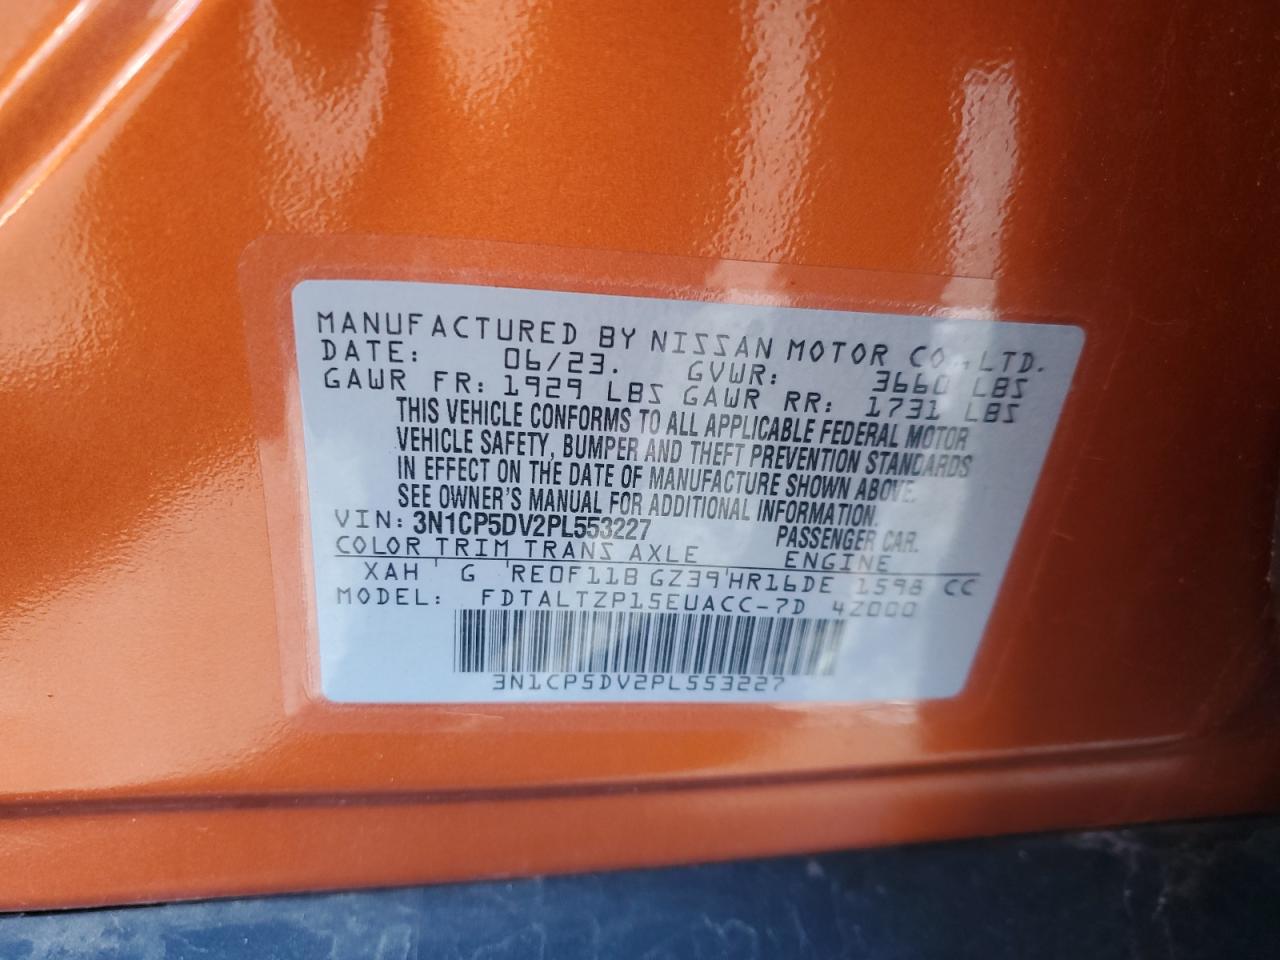 MANUFACTURED BY NISSAN MOTOR CO., LTD.
DATE: 06/23. GVWR: 3660 LBS
GAWR FR: 1929 LBS GAWR RR: 1731 LBS
THIS VEHICLE CONFORMS TO ALL APPLICABLE FEDERAL MOTOR
VEHICLE SAFETY, BUMPER AND THEFT PREVENTION STANDARDS
IN EFFECT ON THE DATE OF MANUFACTURE SHOWN ABOVE.
SEE OWNER'S MANUAL FOR ADDITIONAL INFORMATION.
VIN: 3N1CP5DV2PL553227 PASSENGER CAR.
COLOR TRIM TRANS AXLE ENGINE
XAH ' G 'RE0F11B GZ39'HR16DE 1598 CC
MODEL: FDTALTZP15EUACC-7D 4Z000
3N1CP5DV2PL553227